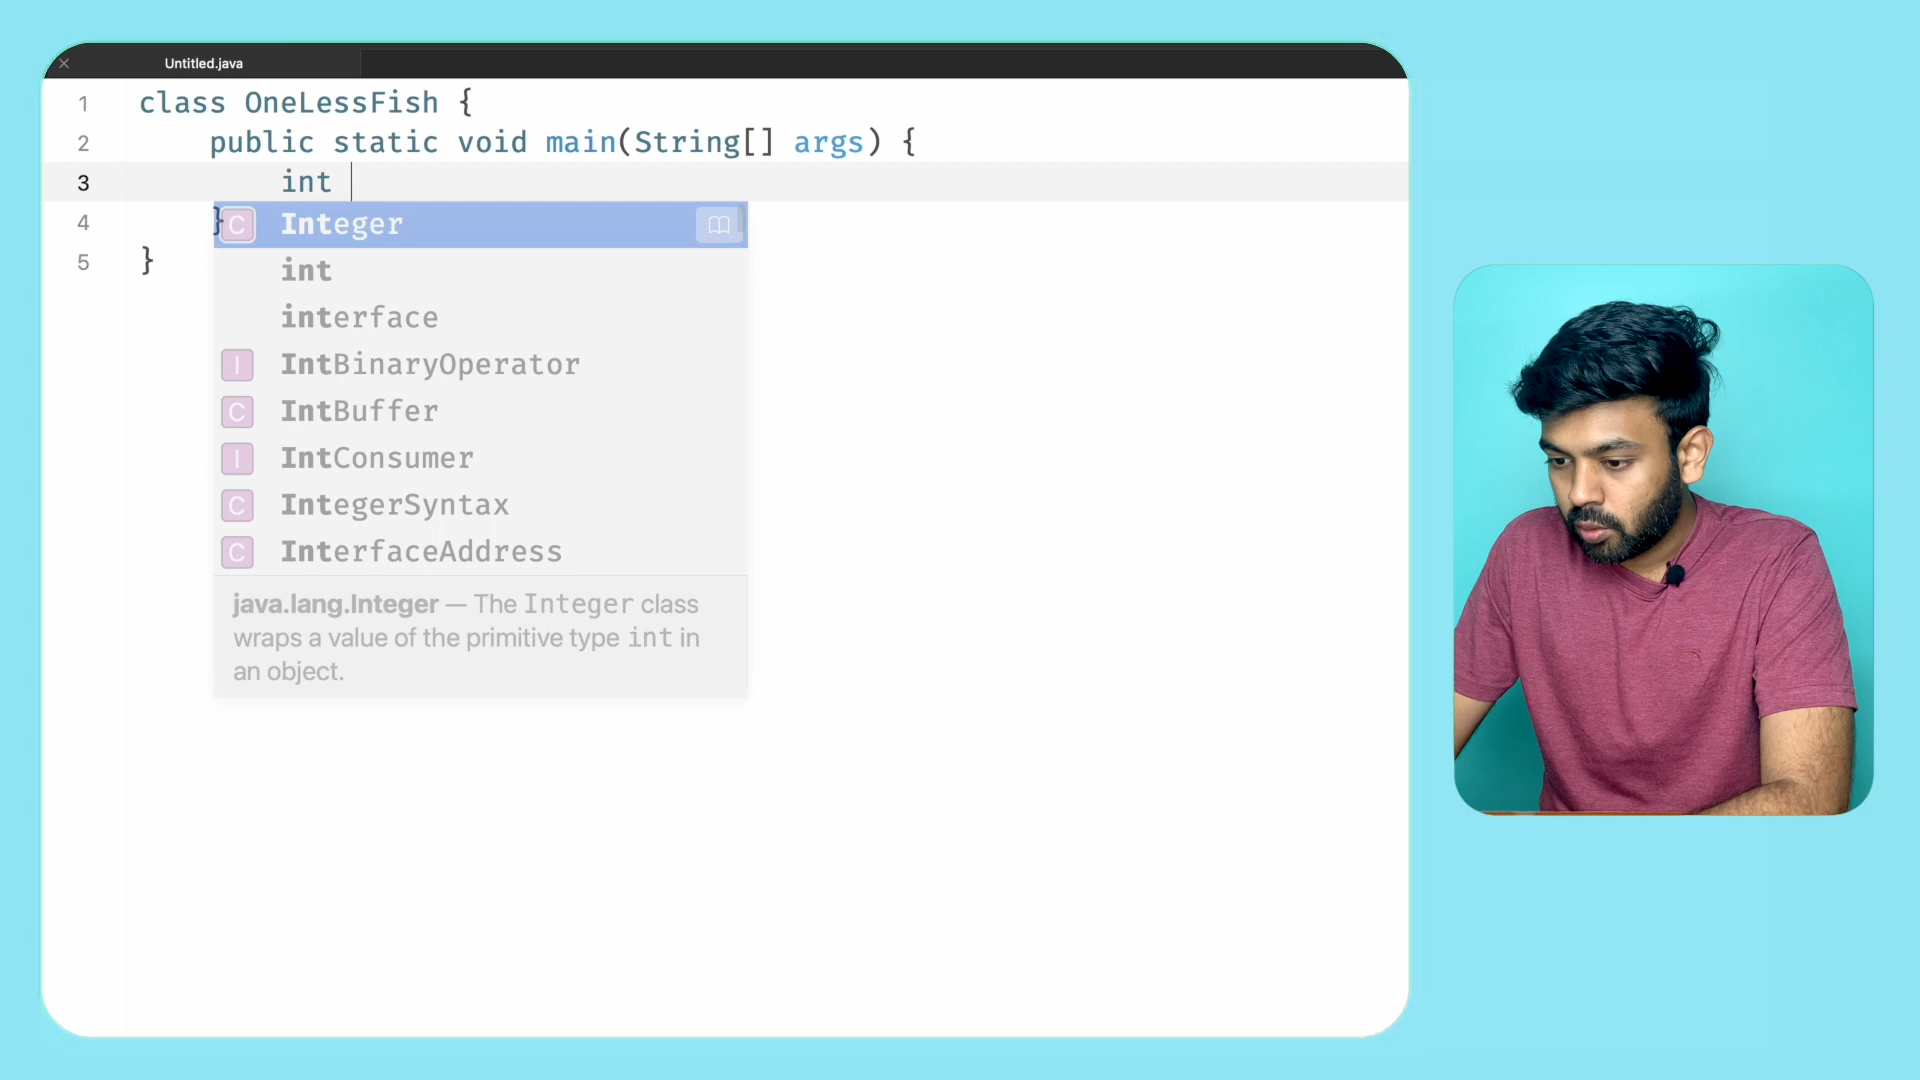 Untitled.java
1 class OneLessFish {
2 public static void main(String[] args) {
3 int
4 }
5 }
C Integer
int
interface
I IntBinaryOperator
C IntBuffer
I IntConsumer
C IntegerSyntax
C InterfaceAddress
java.lang.Integer — The Integer class
wraps a value of the primitive type int in
an object.